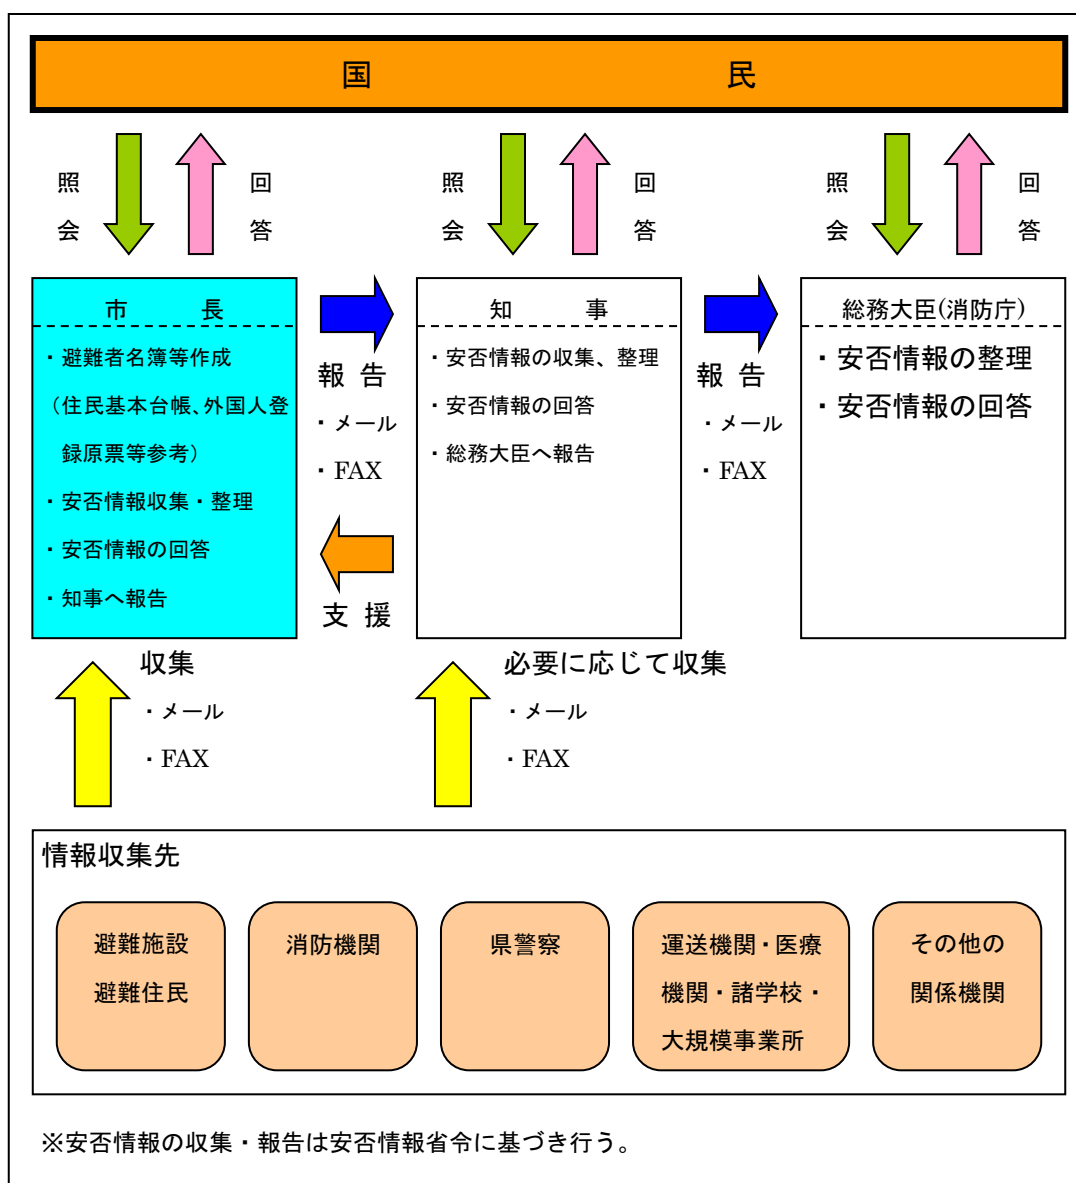 国　民
照会
回答
照会
回答
照会
回答
市　長
・避難者名簿等作成
（住民基本台帳、外国人登
録原票等参考）
・安否情報収集・整理
・安否情報の回答
・知事へ報告
報 告
・メール
・FAX
支 援
知　事
・安否情報の収集、整理
・安否情報の回答
・総務大臣へ報告
報 告
・メール
・FAX
総務大臣(消防庁)
・安否情報の整理
・安否情報の回答
収集
・メール
・FAX
必要に応じて収集
・メール
・FAX
情報収集先
避難施設
避難住民
消防機関
県警察
運送機関・医療
機関・諸学校・
大規模事業所
その他の
関係機関
※安否情報の収集・報告は安否情報省令に基づき行う。